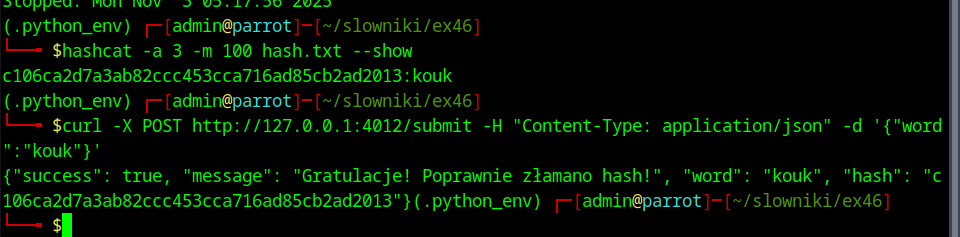 Stopped: Mon Nov  3 05:17:56 2025
(.python_env) ┌─[admin@parrot]─[~/slowniki/ex46]
└──╼ $hashcat -a 3 -m 100 hash.txt --show
c106ca2d7a3ab82ccc453cca716ad85cb2ad2013:kouk
(.python_env) ┌─[admin@parrot]─[~/slowniki/ex46]
└──╼ $curl -X POST http://127.0.0.1:4012/submit -H "Content-Type: application/json" -d '{"word
":"kouk"}'
{"success": true, "message": "Gratulacje! Poprawnie złamano hash!", "word": "kouk", "hash": "c
106ca2d7a3ab82ccc453cca716ad85cb2ad2013"}(.python_env) ┌─[admin@parrot]─[~/slowniki/ex46]
└──╼ $